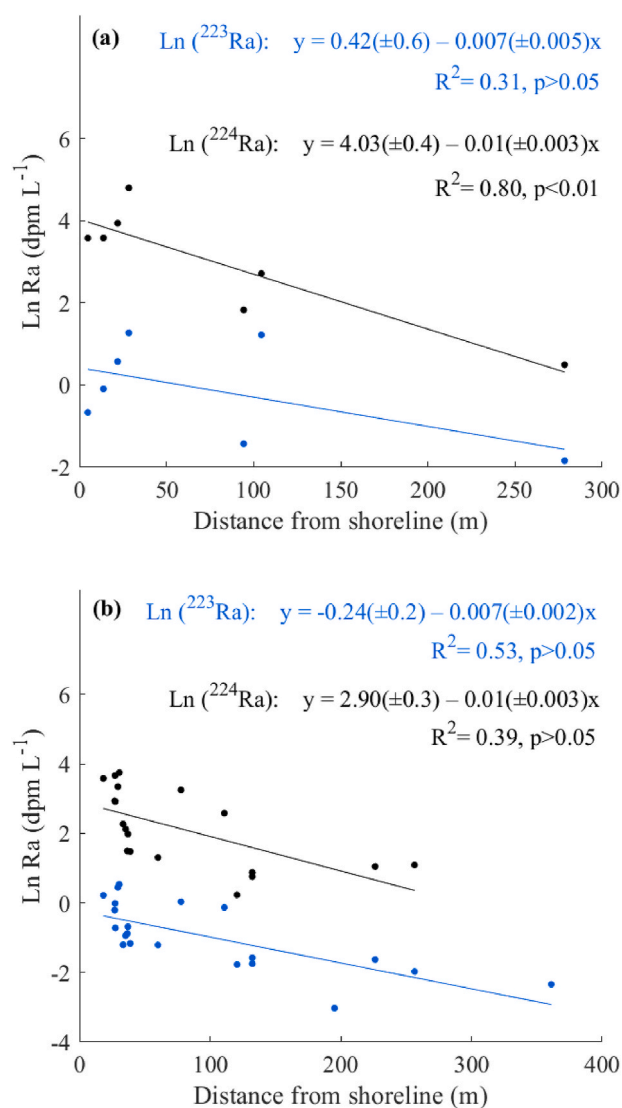 (a) Ln (²²³Ra): y = 0.42(±0.6) – 0.007(±0.005)x
R²= 0.31, p>0.05
6
Ln (²²⁴Ra): y = 4.03(±0.4) – 0.01(±0.003)x
R²= 0.80, p<0.01
4
2
0
-2
Ln Ra (dpm L⁻¹)
0 50 100 150 200 250 300
Distance from shoreline (m)
(b) Ln (²²³Ra): y = -0.24(±0.2) – 0.007(±0.002)x
R²= 0.53, p>0.05
6
Ln (²²⁴Ra): y = 2.90(±0.3) – 0.01(±0.003)x
R²= 0.39, p>0.05
4
2
0
-2
-4
Ln Ra (dpm L⁻¹)
0 100 200 300 400
Distance from shoreline (m)